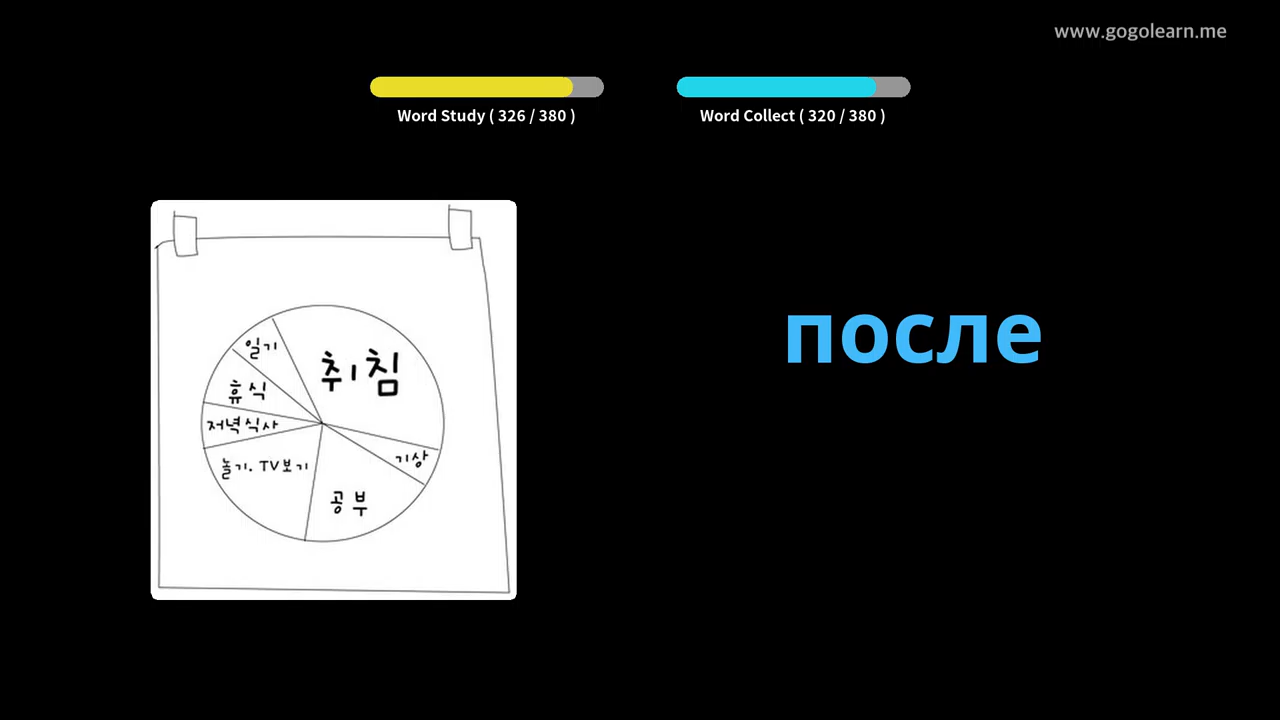 www.gogolearn.me
Word Study ( 326 / 380 )
Word Collect ( 320 / 380 )
일기
취침
휴식
저녁식사
놀기. TV보기
기상
공부
после